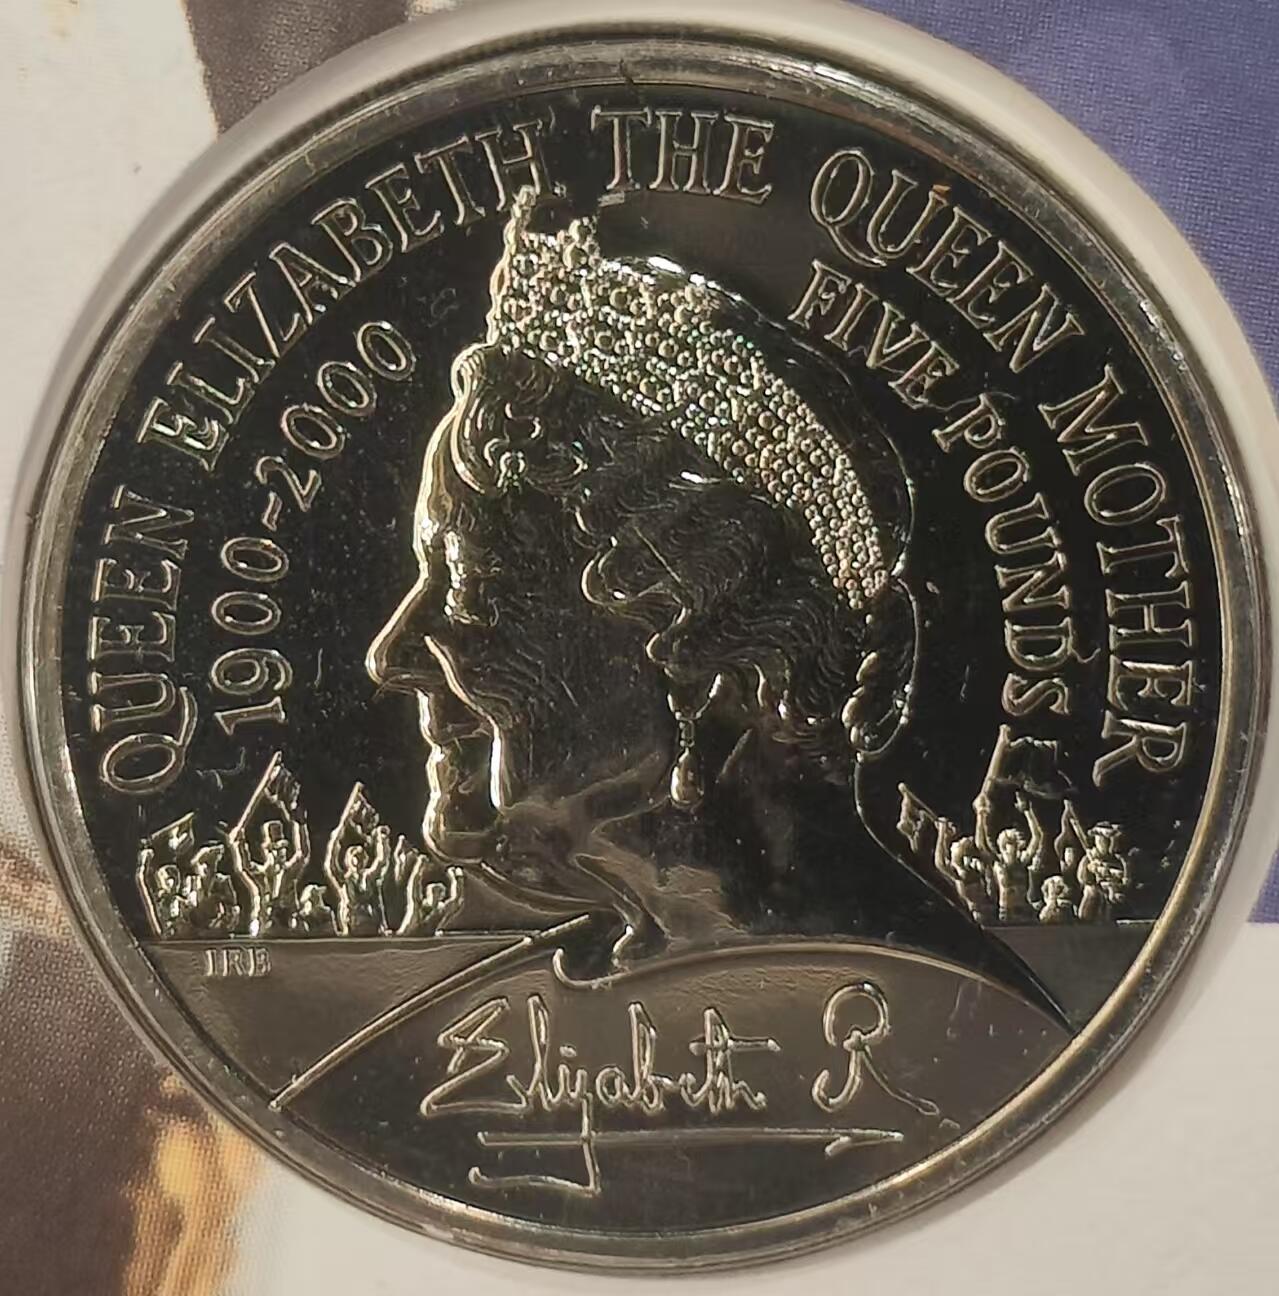 QUEEN ELIZABETH THE QUEEN MOTHER
1900-2000
FIVE POUNDS
IRB
Elizabeth R